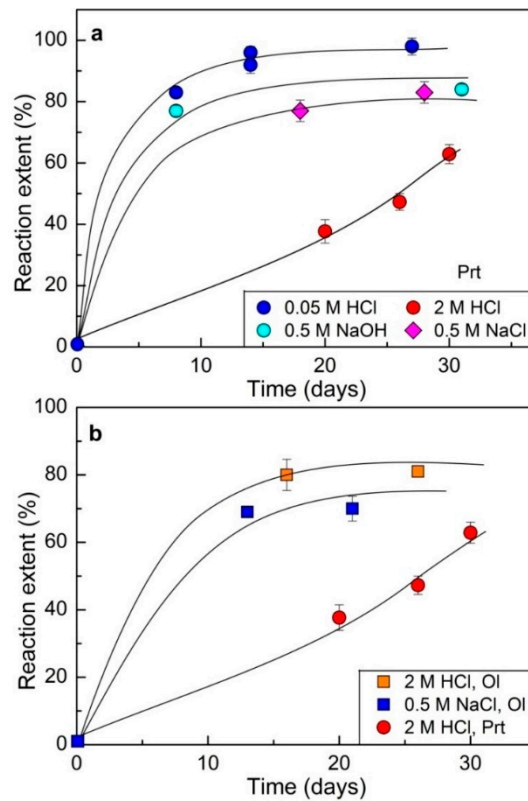 a
100
80
60
40
20
0
Reaction extent (%)
Prt
0.05 M HCl 2 M HCl
0.5 M NaOH 0.5 M NaCl
0 10 20 30
Time (days)
b
100
80
60
40
20
0
Reaction extent (%)
2 M HCl, Ol
0.5 M NaCl, Ol
2 M HCl, Prt
0 10 20 30
Time (days)